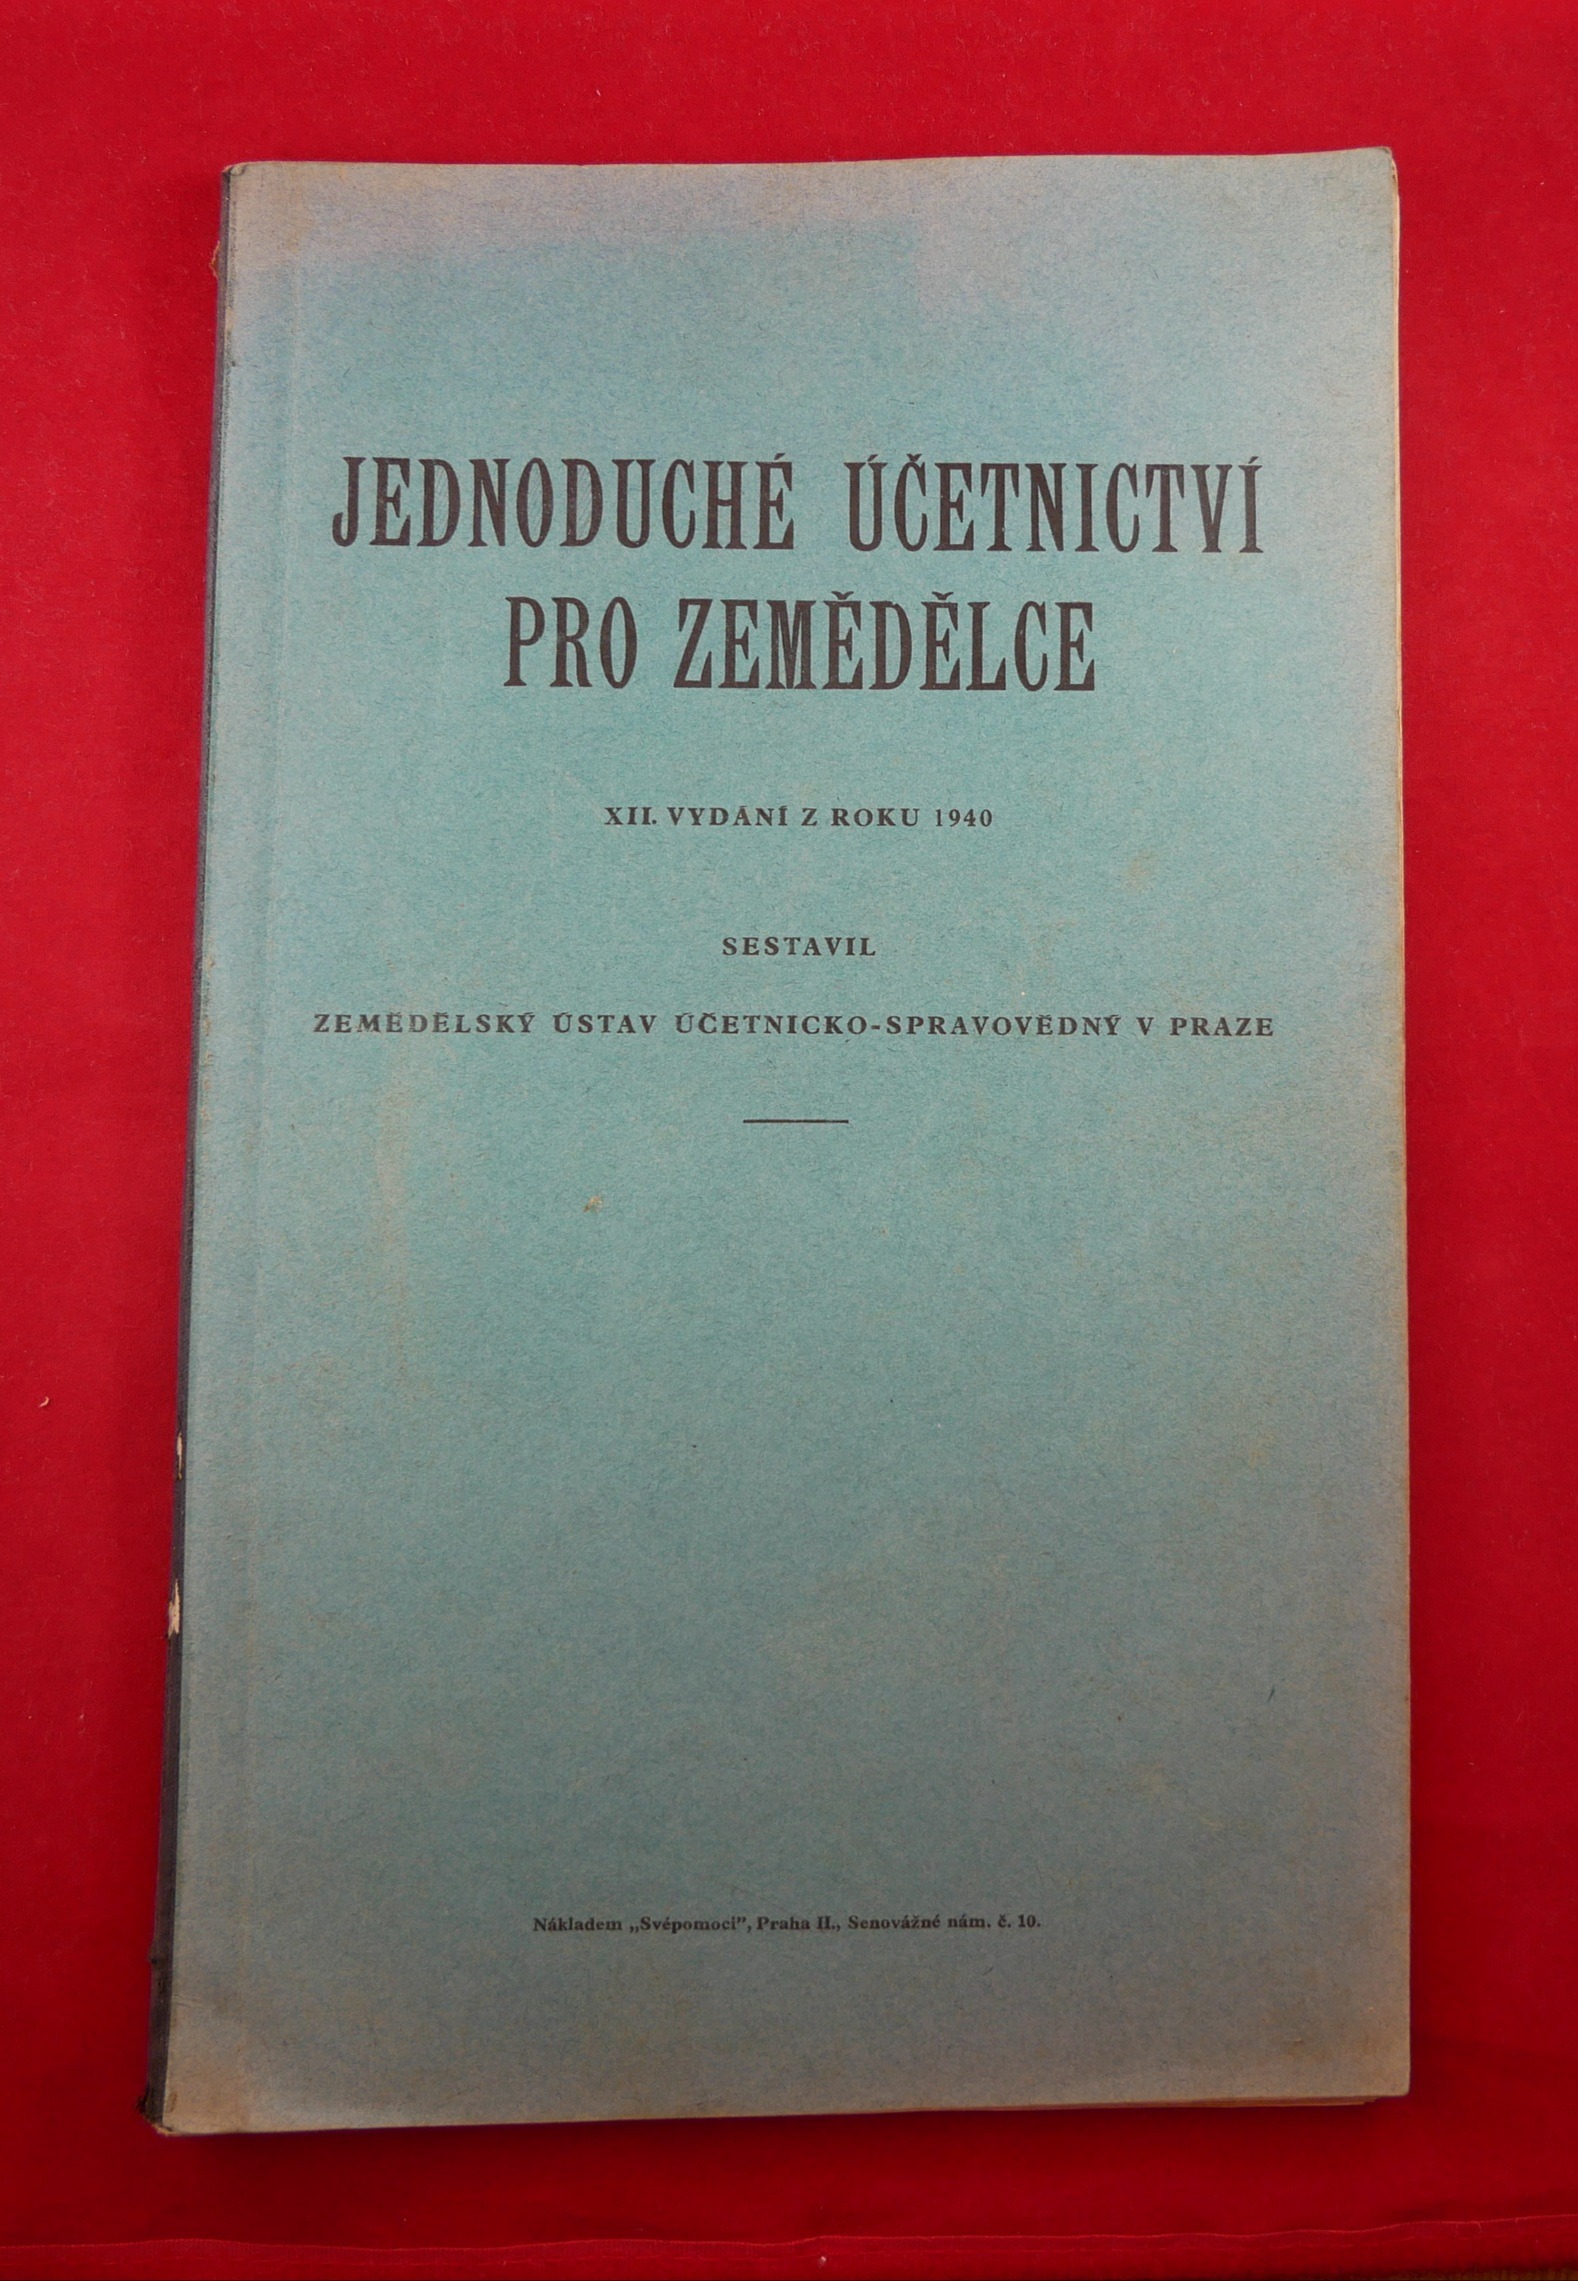 JEDNODUCHÉ ÚČETNICTVÍ
PRO ZEMĚDĚLCE
XII. VYDÁNÍ Z ROKU 1940
SESTAVIL
ZEMĚDĚLSKÝ ÚSTAV ÚČETNICKO-SPRAVOVĚDNÝ V PRAZE
Nákladem „Svépomoci”, Praha II., Senovážné nám. č. 10.